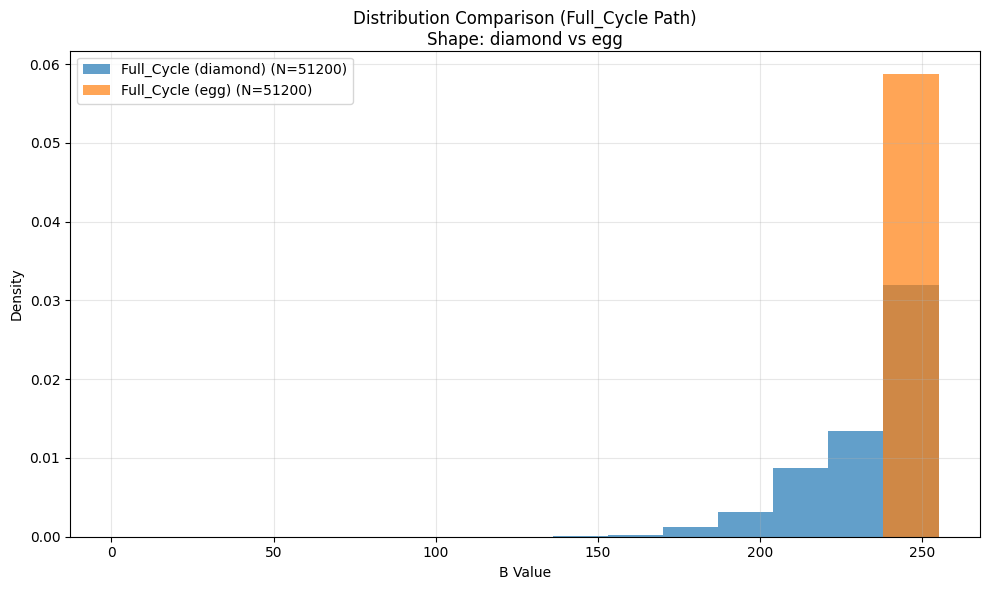 Distribution Comparison (Full_Cycle Path)
Shape: diamond vs egg
Full_Cycle (diamond) (N=51200)
Full_Cycle (egg) (N=51200)
0.06
0.05
0.04
0.03
0.02
0.01
0.00
Density
0 50 100 150 200 250
B Value